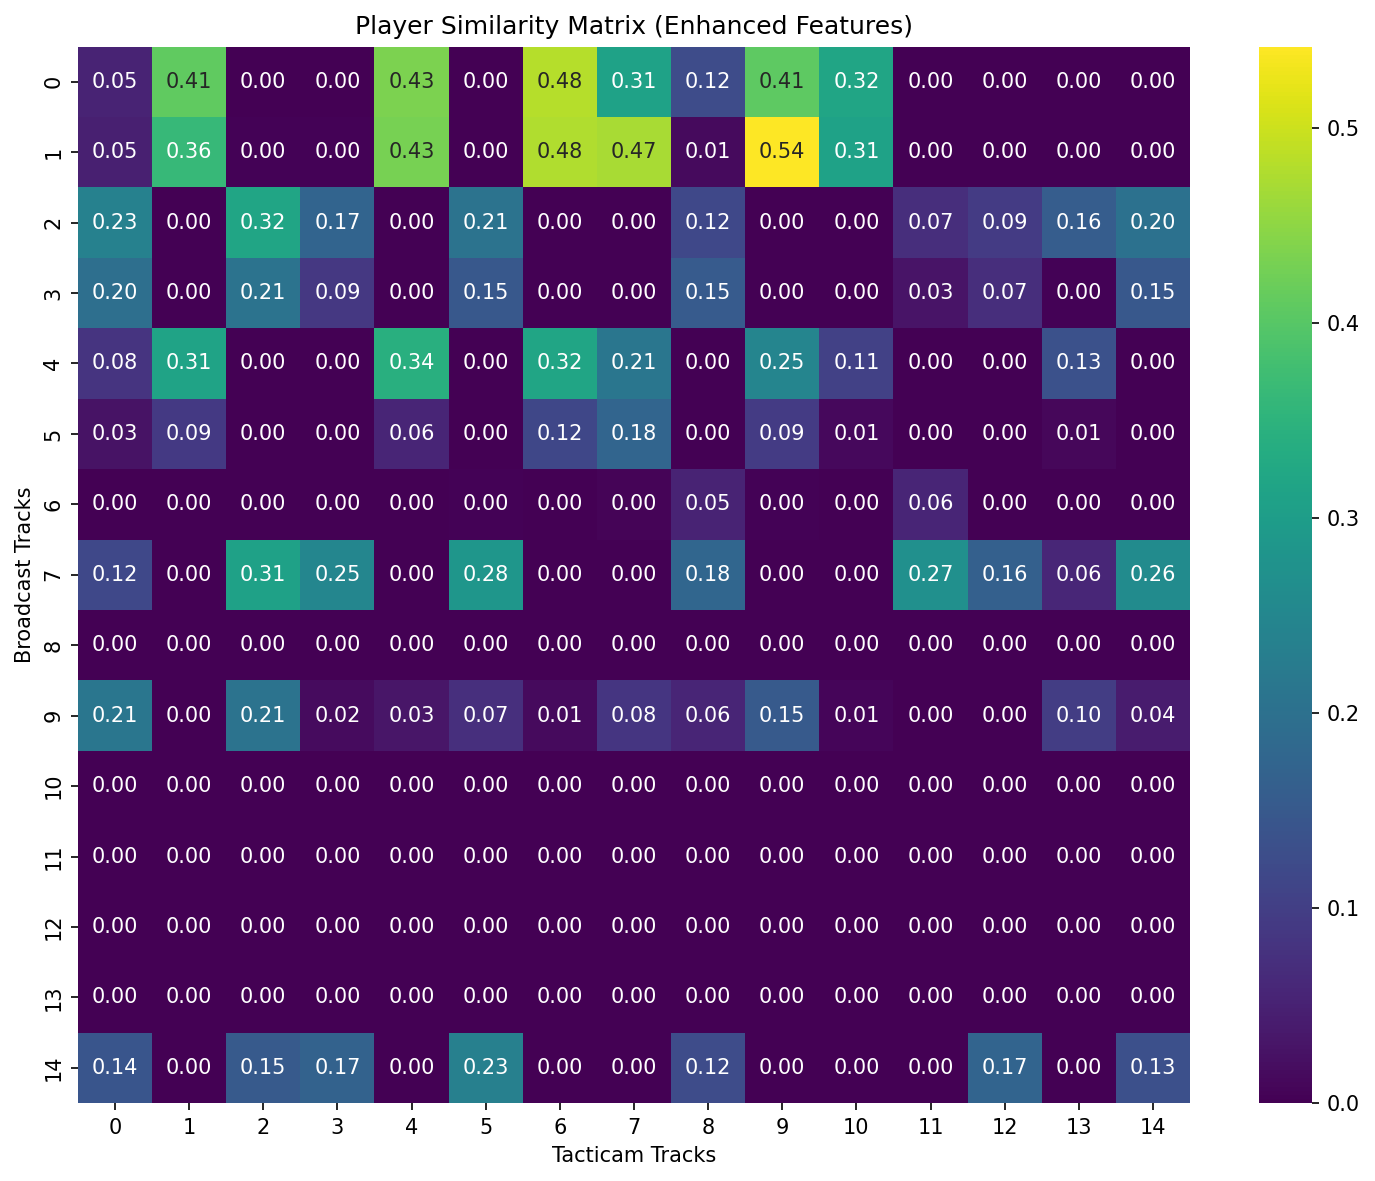 Player Similarity Matrix (Enhanced Features)
0 0.05 0.41 0.00 0.00 0.43 0.00 0.48 0.31 0.12 0.41 0.32 0.00 0.00 0.00 0.00
1 0.05 0.36 0.00 0.00 0.43 0.00 0.48 0.47 0.01 0.54 0.31 0.00 0.00 0.00 0.00
2 0.23 0.00 0.32 0.17 0.00 0.21 0.00 0.00 0.12 0.00 0.00 0.07 0.09 0.16 0.20
3 0.20 0.00 0.21 0.09 0.00 0.15 0.00 0.00 0.15 0.00 0.00 0.03 0.07 0.00 0.15
4 0.08 0.31 0.00 0.00 0.34 0.00 0.32 0.21 0.00 0.25 0.11 0.00 0.00 0.13 0.00
5 0.03 0.09 0.00 0.00 0.06 0.00 0.12 0.18 0.00 0.09 0.01 0.00 0.00 0.01 0.00
6 0.00 0.00 0.00 0.00 0.00 0.00 0.00 0.00 0.05 0.00 0.00 0.06 0.00 0.00 0.00
7 0.12 0.00 0.31 0.25 0.00 0.28 0.00 0.00 0.18 0.00 0.00 0.27 0.16 0.06 0.26
8 0.00 0.00 0.00 0.00 0.00 0.00 0.00 0.00 0.00 0.00 0.00 0.00 0.00 0.00 0.00
9 0.21 0.00 0.21 0.02 0.03 0.07 0.01 0.08 0.06 0.15 0.01 0.00 0.00 0.10 0.04
10 0.00 0.00 0.00 0.00 0.00 0.00 0.00 0.00 0.00 0.00 0.00 0.00 0.00 0.00 0.00
11 0.00 0.00 0.00 0.00 0.00 0.00 0.00 0.00 0.00 0.00 0.00 0.00 0.00 0.00 0.00
12 0.00 0.00 0.00 0.00 0.00 0.00 0.00 0.00 0.00 0.00 0.00 0.00 0.00 0.00 0.00
13 0.00 0.00 0.00 0.00 0.00 0.00 0.00 0.00 0.00 0.00 0.00 0.00 0.00 0.00 0.00
14 0.14 0.00 0.15 0.17 0.00 0.23 0.00 0.00 0.12 0.00 0.00 0.00 0.17 0.00 0.13
0 1 2 3 4 5 6 7 8 9 10 11 12 13 14
Tacticam Tracks
Broadcast Tracks
0.5
0.4
0.3
0.2
0.1
0.0